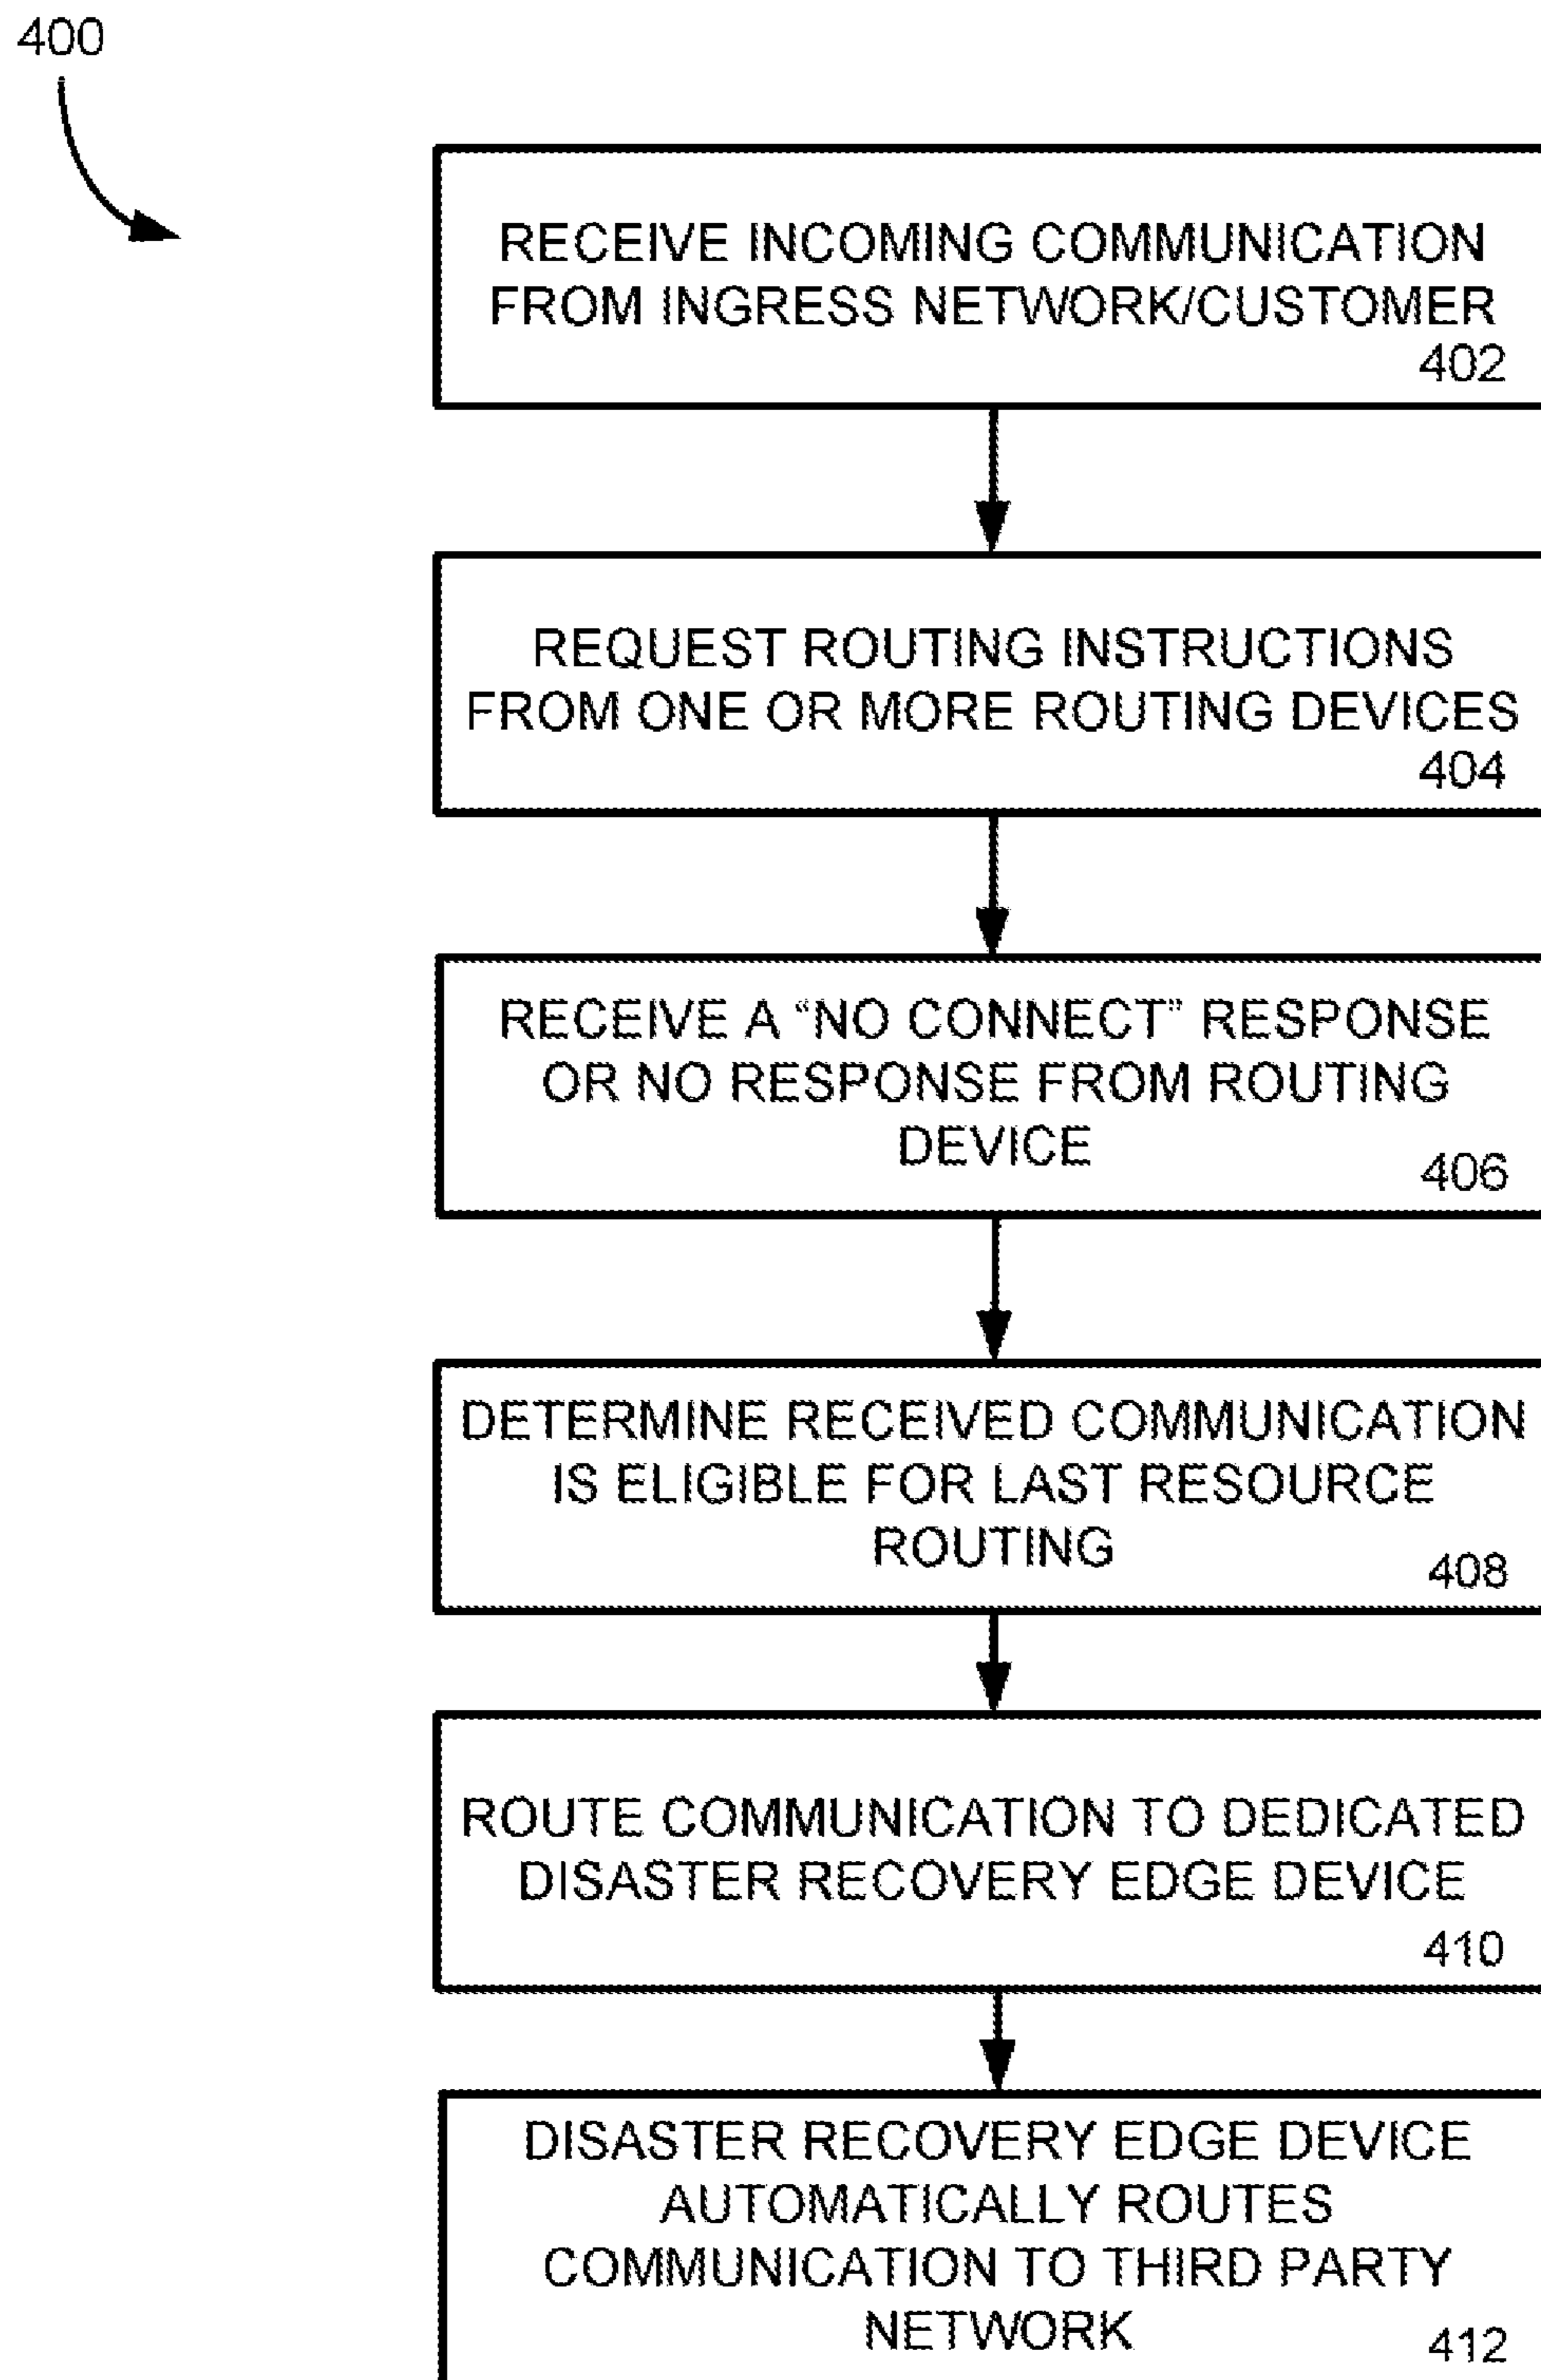 400
RECEIVE INCOMING COMMUNICATION
FROM INGRESS NETWORK/CUSTOMER
402
REQUEST ROUTING INSTRUCTIONS
FROM ONE OR MORE ROUTING DEVICES
404
RECEIVE A “NO CONNECT” RESPONSE
OR NO RESPONSE FROM ROUTING
DEVICE
406
DETERMINE RECEIVED COMMUNICATION
IS ELIGIBLE FOR LAST RESOURCE
ROUTING
408
ROUTE COMMUNICATION TO DEDICATED
DISASTER RECOVERY EDGE DEVICE
410
DISASTER RECOVERY EDGE DEVICE
AUTOMATICALLY ROUTES
COMMUNICATION TO THIRD PARTY
NETWORK
412